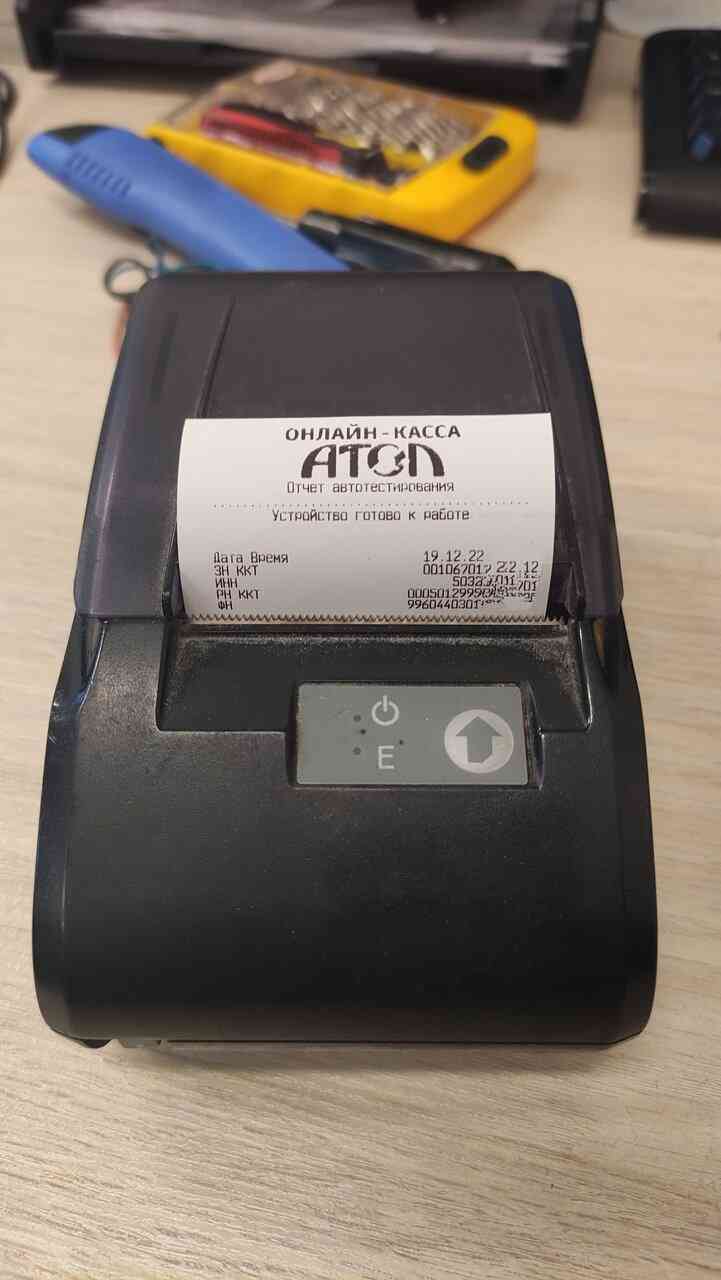 ОНЛАЙН-КАССА
АТОЛ
Отчет автотестирования
Устройство готово к работе
Дата Время 19.12.22
ЗН ККТ
ИНН
РН ККТ
ФН
E